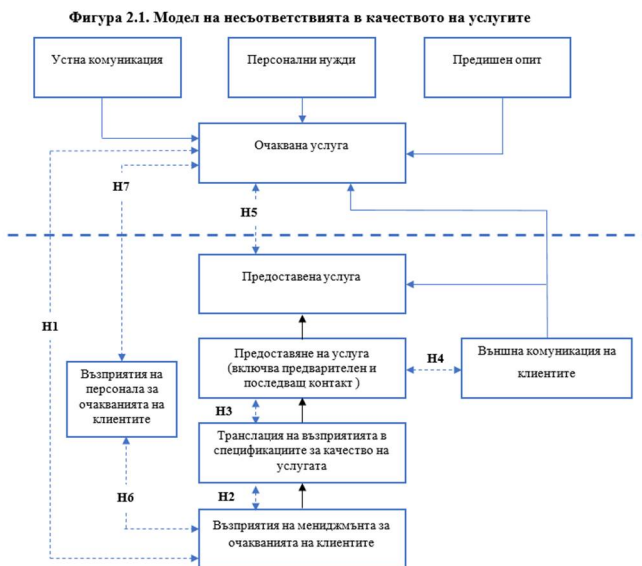 Фигура 2.1. Модел на несъответствията в качеството на услугите
Устна комуникация
Персонални нужди
Предишен опит
Очаквана услуга
H7
H5
Предоставена услуга
H1
Предоставяне на услуга
(включва предварителен и
последващ контакт )
H4
Външна комуникация на
клиентите
Възприятия на
персонала за
очакванията на
клиентите
H3
Транслация на възприятията в
спецификациите за качество на
услугата
H6
H2
Възприятия на мениджмънта за
очакванията на клиентите